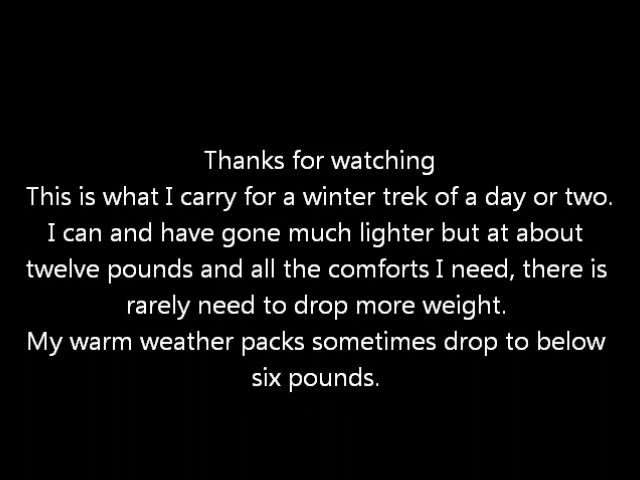 Thanks for watching
This is what I carry for a winter trek of a day or two.
I can and have gone much lighter but at about
twelve pounds and all the comforts I need, there is
rarely need to drop more weight.
My warm weather packs sometimes drop to below
six pounds.